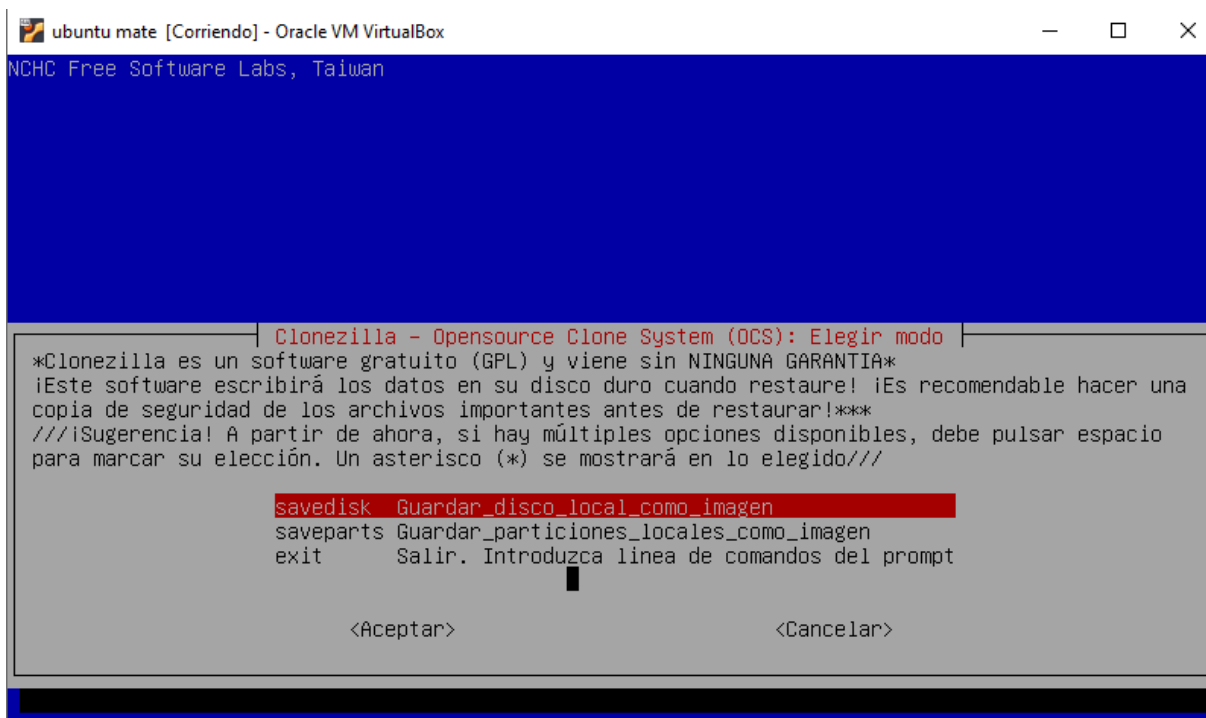 ubuntu mate [Corriendo] - Oracle VM VirtualBox
NCHC Free Software Labs, Taiwan
Clonezilla - Opensource Clone System (OCS): Elegir modo
*Clonezilla es un software gratuito (GPL) y viene sin NINGUNA GARANTIA*
¡Este software escribirá los datos en su disco duro cuando restaure! ¡Es recomendable hacer una
copia de seguridad de los archivos importantes antes de restaurar!***
///¡Sugerencia! A partir de ahora, si hay múltiples opciones disponibles, debe pulsar espacio
para marcar su elección. Un asterisco (*) se mostrará en lo elegido///
savedisk Guardar_disco_local_como_imagen
saveparts Guardar_particiones_locales_como_imagen
exit Salir. Introduzca linea de comandos del prompt
<Aceptar> <Cancelar>